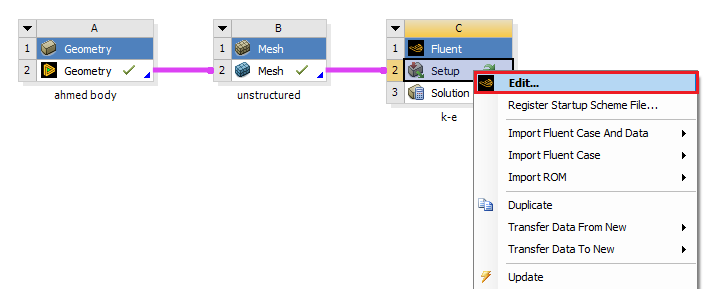 A
1 Geometry
2 Geometry
ahmed body
B
1 Mesh
2 Mesh
unstructured
C
1 Fluent
2 Setup
3 Solution
k-e
Edit...
Register Startup Scheme File...
Import Fluent Case And Data
Import Fluent Case
Import ROM
Duplicate
Transfer Data From New
Transfer Data To New
Update